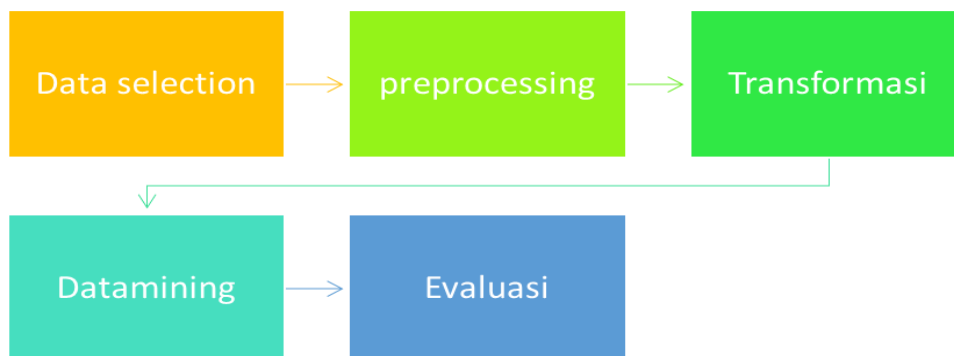 Data selection
preprocessing
Transformasi
Datamining
Evaluasi